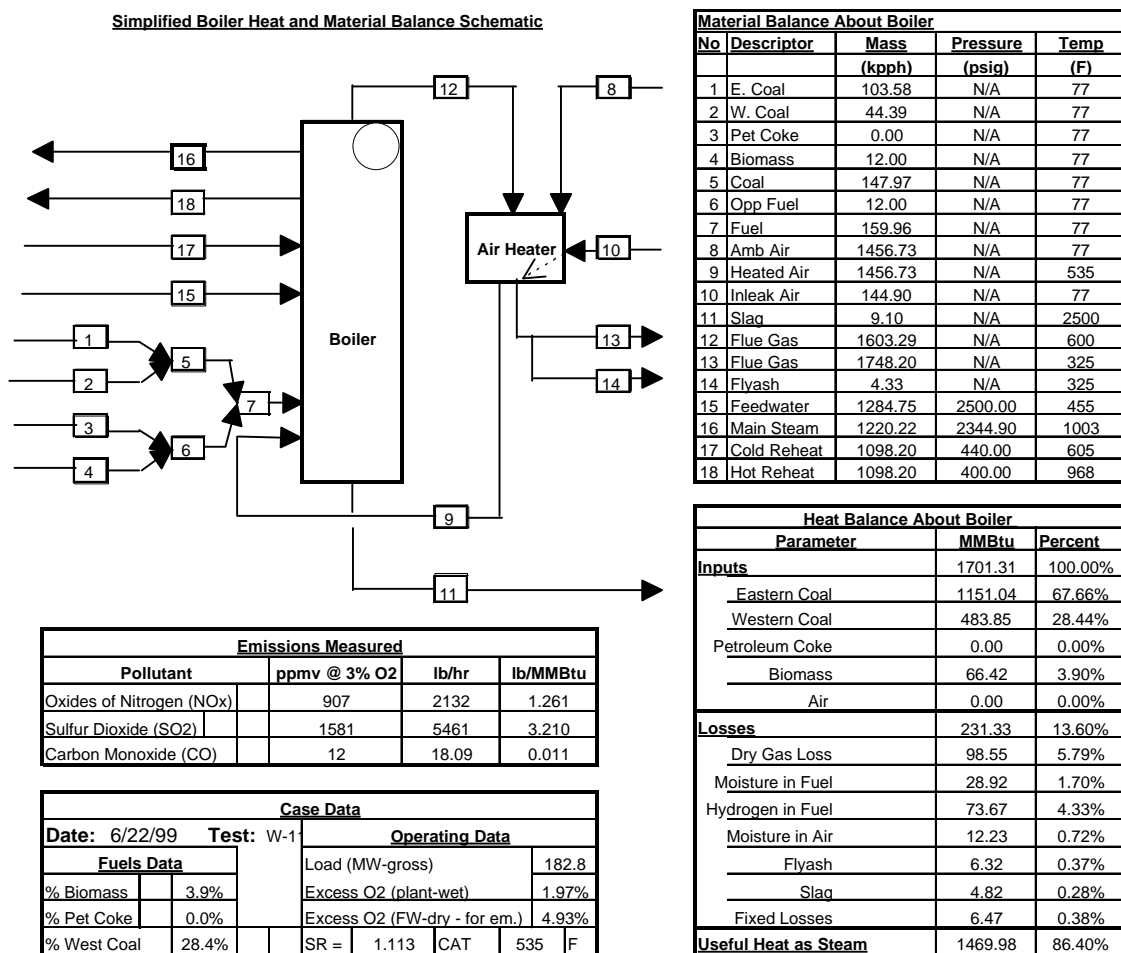 Simplified Boiler Heat and Material Balance Schematic
12
8
16
18
17
Air Heater
10
15
1
Boiler
13
5
2
14
7
3
6
4
9
11
Material Balance About Boiler
No Descriptor Mass Pressure Temp
(kpph) (psig) (F)
1 E. Coal 103.58 N/A 77
2 W. Coal 44.39 N/A 77
3 Pet Coke 0.00 N/A 77
4 Biomass 12.00 N/A 77
5 Coal 147.97 N/A 77
6 Opp Fuel 12.00 N/A 77
7 Fuel 159.96 N/A 77
8 Amb Air 1456.73 N/A 77
9 Heated Air 1456.73 N/A 535
10 Inleak Air 144.90 N/A 77
11 Slag 9.10 N/A 2500
12 Flue Gas 1603.29 N/A 600
13 Flue Gas 1748.20 N/A 325
14 Flyash 4.33 N/A 325
15 Feedwater 1284.75 2500.00 455
16 Main Steam 1220.22 2344.90 1003
17 Cold Reheat 1098.20 440.00 605
18 Hot Reheat 1098.20 400.00 968
Heat Balance About Boiler
Parameter MMBtu Percent
Inputs 1701.31 100.00%
Eastern Coal 1151.04 67.66%
Western Coal 483.85 28.44%
Petroleum Coke 0.00 0.00%
Biomass 66.42 3.90%
Air 0.00 0.00%
Losses 231.33 13.60%
Dry Gas Loss 98.55 5.79%
Moisture in Fuel 28.92 1.70%
Hydrogen in Fuel 73.67 4.33%
Moisture in Air 12.23 0.72%
Flyash 6.32 0.37%
Slag 4.82 0.28%
Fixed Losses 6.47 0.38%
Useful Heat as Steam 1469.98 86.40%
Emissions Measured
Pollutant ppmv @ 3% O2 lb/hr lb/MMBtu
Oxides of Nitrogen (NOx) 907 2132 1.261
Sulfur Dioxide (SO2) 1581 5461 3.210
Carbon Monoxide (CO) 12 18.09 0.011
Case Data
Date: 6/22/99 Test: Operating Data
Fuels Data Load (MW-gross) 182.8
% Biomass 3.9% Excess O2 (plant-wet) 1.97%
% Pet Coke 0.0% Excess O2 (FW-dry - for em.) 4.93%
% West Coal 28.4% SR = 1.113 CAT 535 F